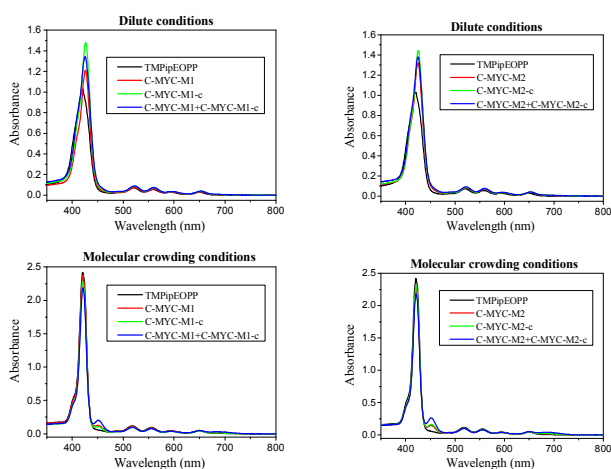 Dilute conditions
1.6
1.4
1.2
1.0
0.8
0.6
0.4
0.2
0.0
Absorbance
TMPipEOPP
C-MYC-M1
C-MYC-M1-c
C-MYC-M1+C-MYC-M1-c
400 500 600 700 800
Wavelength (nm)
Dilute conditions
1.6
1.4
1.2
1.0
0.8
0.6
0.4
0.2
0.0
Absorbance
TMPipEOPP
C-MYC-M2
C-MYC-M2-c
C-MYC-M2+C-MYC-M2-c
400 500 600 700 800
Wavelength (nm)
Molecular crowding conditions
2.5
2.0
1.5
1.0
0.5
0.0
Absorbance
TMPipEOPP
C-MYC-M1
C-MYC-M1-c
C-MYC-M1+C-MYC-M1-c
400 500 600 700 800
Wavelength (nm)
Molecular crowding conditions
2.5
2.0
1.5
1.0
0.5
0.0
Absorbance
TMPipEOPP
C-MYC-M2
C-MYC-M2-c
C-MYC-M2+C-MYC-M2-c
400 500 600 700 800
Wavelength (nm)